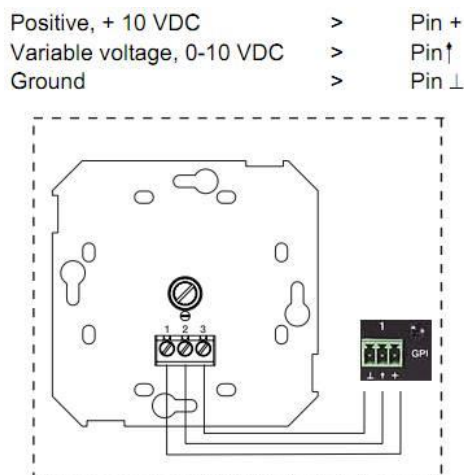 Positive, + 10 VDC > Pin +
Variable voltage, 0-10 VDC > Pin ↑
Ground > Pin ⊥
1 2 3
1
GPI
⊥ ↑ +